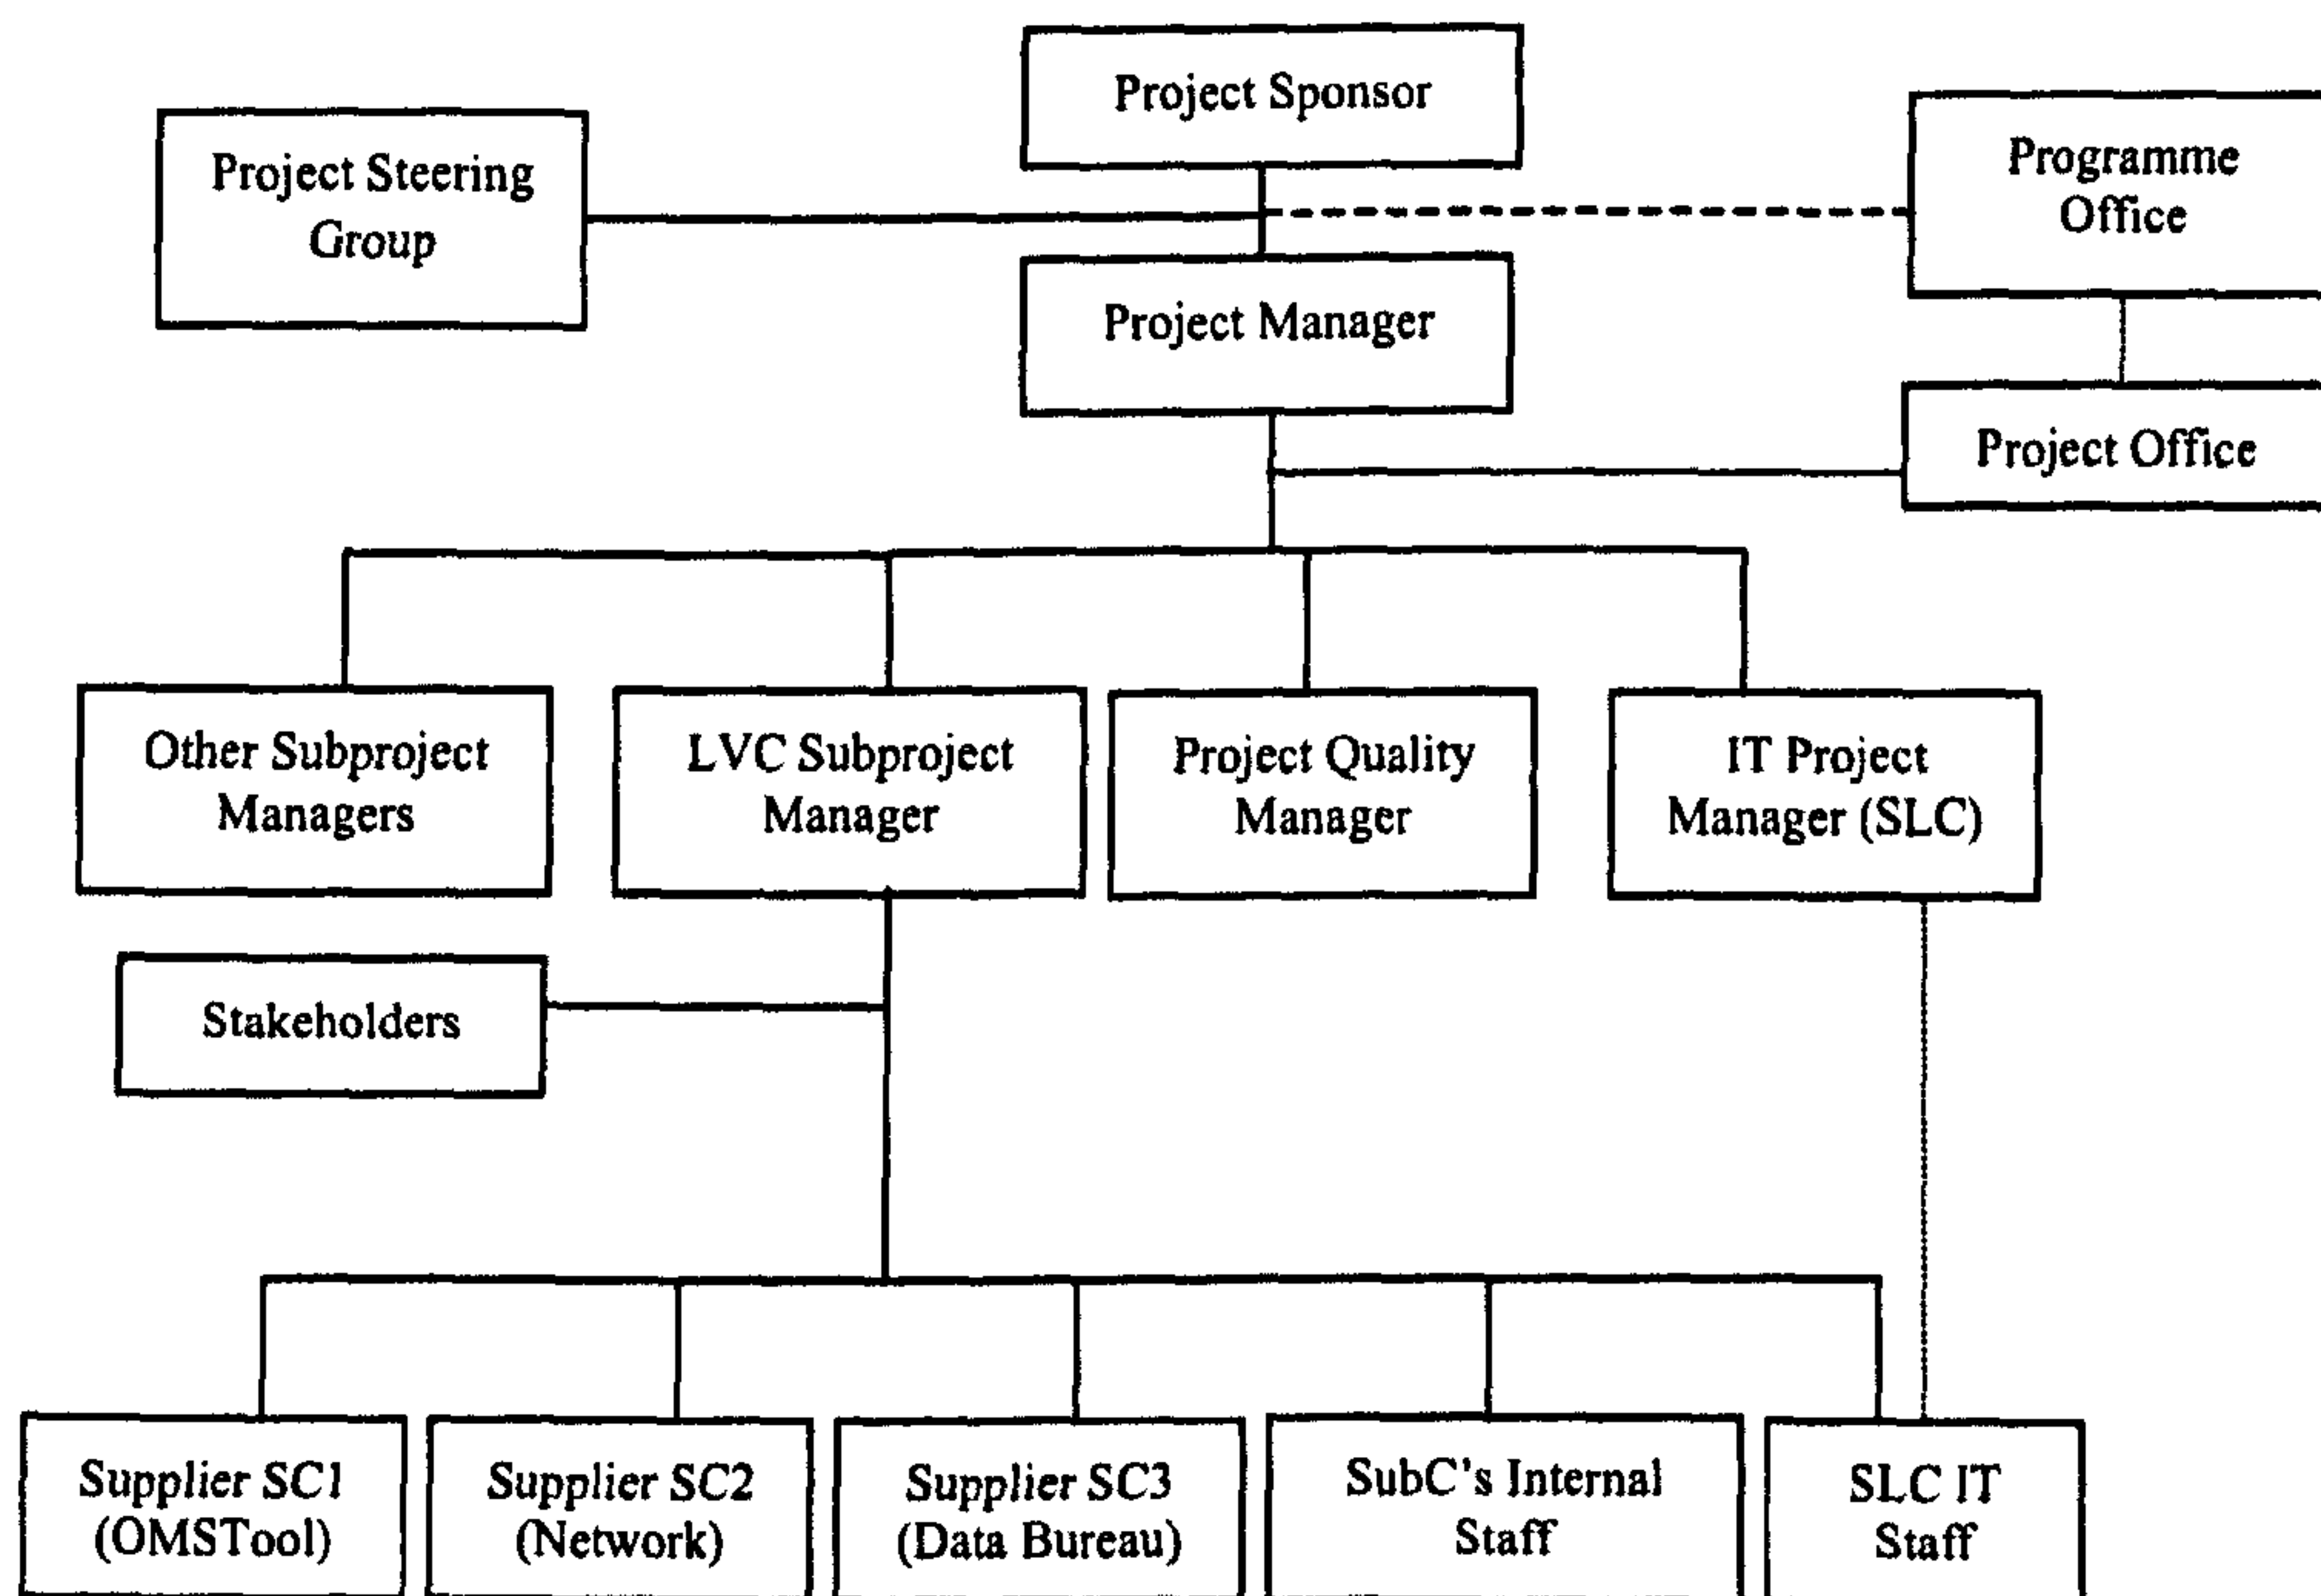 Project Sponsor
Project Steering
Group
Programme
Office
Project Manager
Project Office
Other Subproject
Managers
LVC Subproject
Manager
Project Quality
Manager
IT Project
Manager (SLC)
Stakeholders
Supplier SC1
(OMSTool)
Supplier SC2
(Network)
Supplier SC3
(Data Bureau)
SubC's Internal
Staff
SLC IT
Staff